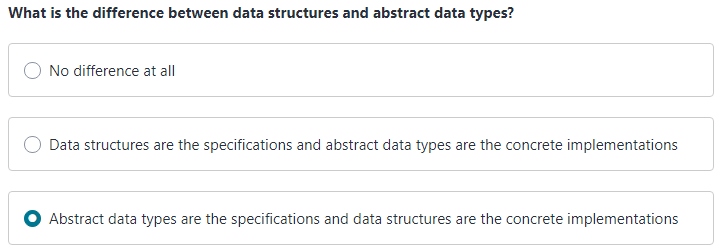 What is the difference between data structures and abstract data types?
No difference at all
Data structures are the specifications and abstract data types are the concrete implementations
Abstract data types are the specifications and data structures are the concrete implementations